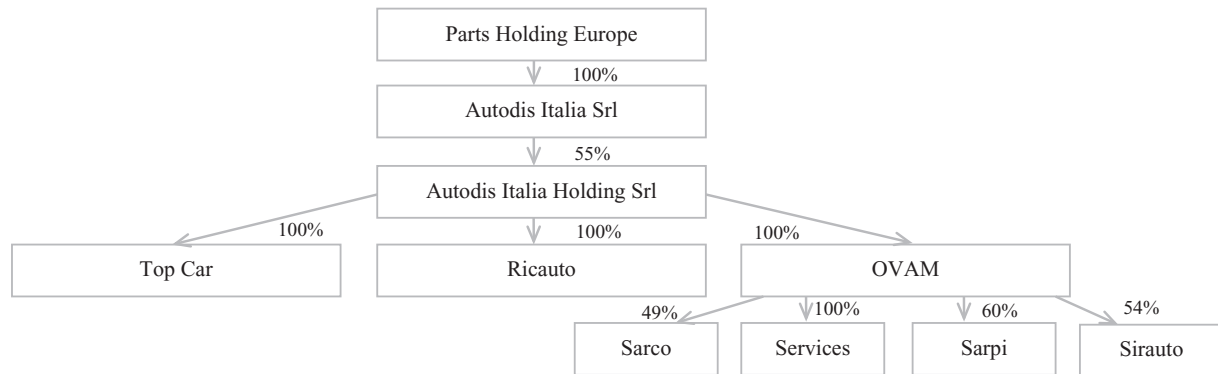 Parts Holding Europe
100%
Autodis Italia Srl
55%
Autodis Italia Holding Srl
100%
100%
100%
Top Car
Ricauto
OVAM
49%
100%
60%
54%
Sarco
Services
Sarpi
Sirauto